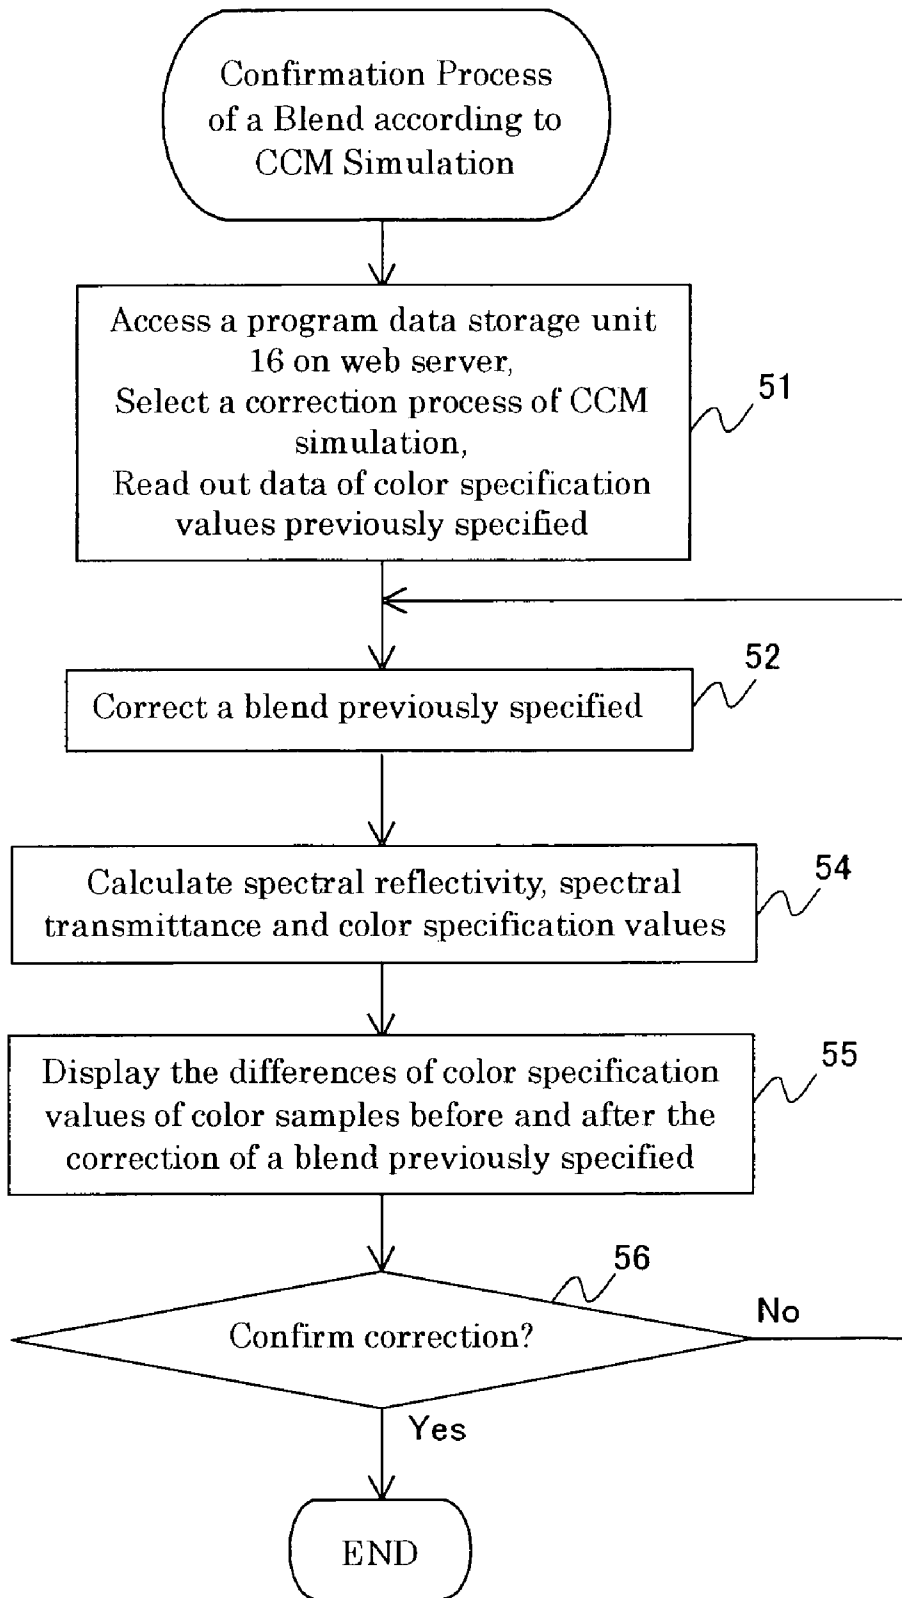 Confirmation Process
of a Blend according to
CCM Simulation
Access a program data storage unit
16 on web server,
Select a correction process of CCM
simulation,
Read out data of color specification
values previously specified
51
52
Correct a blend previously specified
54
Calculate spectral reflectivity, spectral
transmittance and color specification values
55
Display the differences of color specification
values of color samples before and after the
correction of a blend previously specified
56
Confirm correction?
No
Yes
END